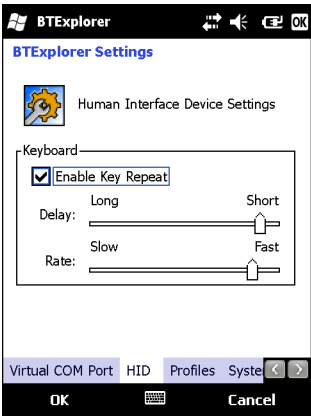 BTExplorer OK
BTExplorer Settings
Human Interface Device Settings
Keyboard
Enable Key Repeat
Long Short
Delay:
Slow Fast
Rate:
Virtual COM Port HID Profiles Syste
OK Cancel